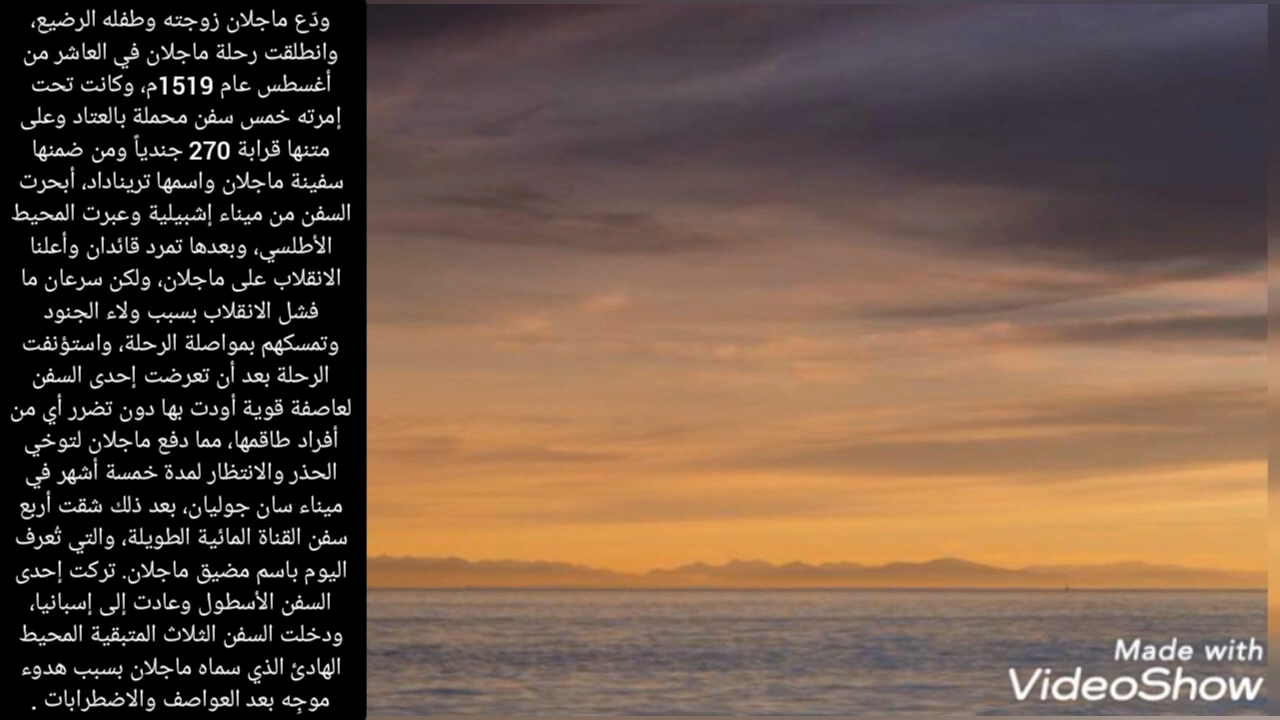 ودّع ماجلان زوجته وطفله الرضيع،
وانطلقت رحلة ماجلان في العاشر من
أغسطس عام 1519م، وكانت تحت
إمرته خمس سفن محملة بالعتاد وعلى
متنها قرابة 270 جندياً ومن ضمنها
سفينة ماجلان واسمها تريناداد، أبحرت
السفن من ميناء إشبيلية وعبرت المحيط
الأطلسي، وبعدها تمرد قائدان وأعلنا
الانقلاب على ماجلان، ولكن سرعان ما
فشل الانقلاب بسبب ولاء الجنود
وتمسكهم بمواصلة الرحلة، واستؤنفت
الرحلة بعد أن تعرضت إحدى السفن
لعاصفة قوية أودت بها دون تضرر أي من
أفراد طاقمها، مما دفع ماجلان لتوخي
الحذر والانتظار لمدة خمسة أشهر في
ميناء سان جوليان، بعد ذلك شقت أربع
سفن القناة المائية الطويلة، والتي تُعرف
اليوم باسم مضيق ماجلان. تركت إحدى
السفن الأسطول وعادت إلى إسبانيا،
ودخلت السفن الثلاث المتبقية المحيط
الهادئ الذي سماه ماجلان بسبب هدوء
موجِه بعد العواصف والاضطرابات .
Made with
VideoShow